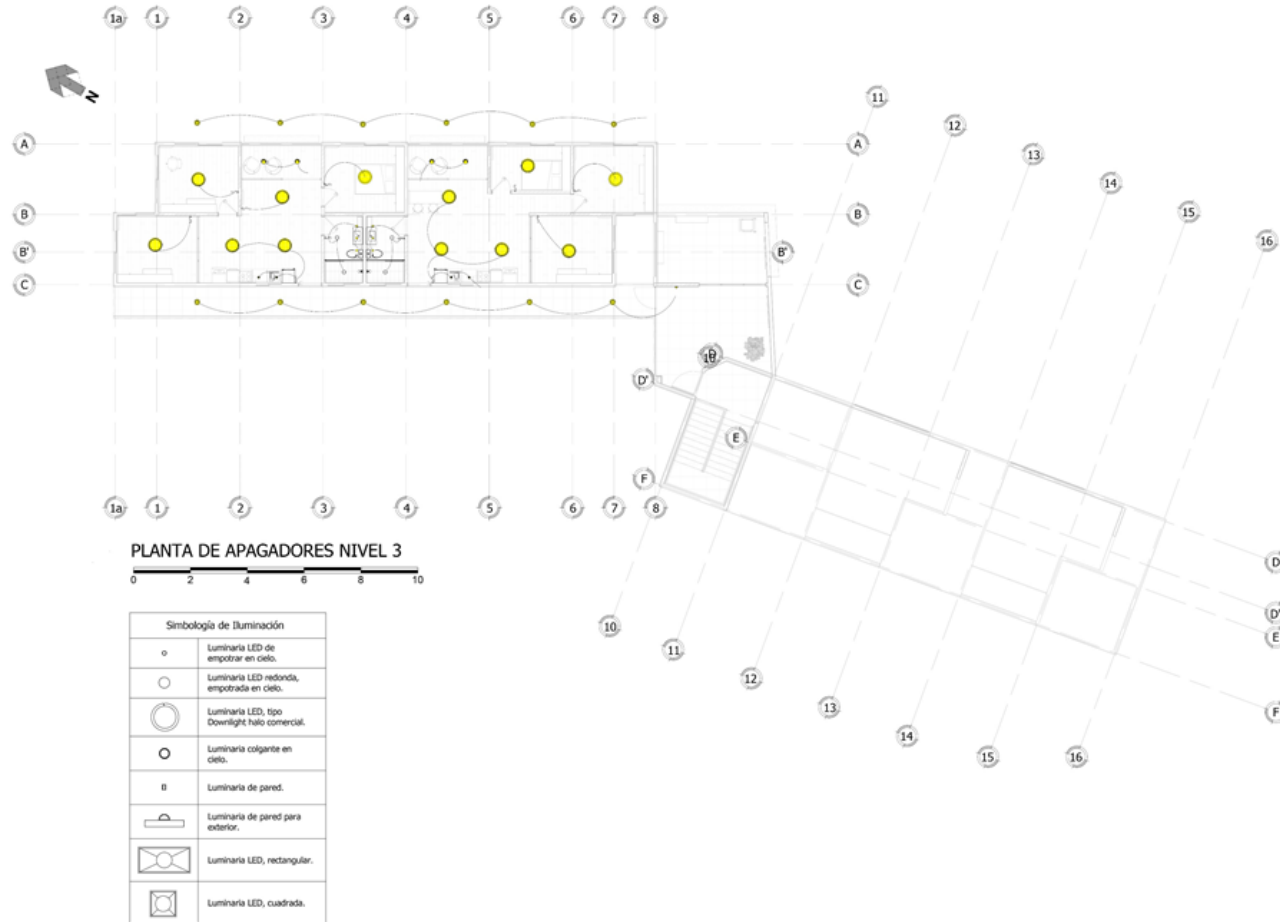 1a 1 2 3 4 5 6 7 8
N
11
12
13
14
15
16
A A
B B
B' B'
C C
D'
D
10
E
F
1a 1 2 3 4 5 6 7 8
PLANTA DE APAGADORES NIVEL 3
0 2 4 6 8 10
D
D'
E
F
10
11
12
13
14
15
16
Simbología de Iluminación
Luminaria LED de
empotrar en cielo.
Luminaria LED redonda,
empotrada en cielo.
Luminaria LED, tipo
Downlight halo comercial.
Luminaria colgante en
cielo.
Luminaria de pared.
Luminaria de pared para
exterior.
Luminaria LED, rectangular.
Luminaria LED, cuadrada.